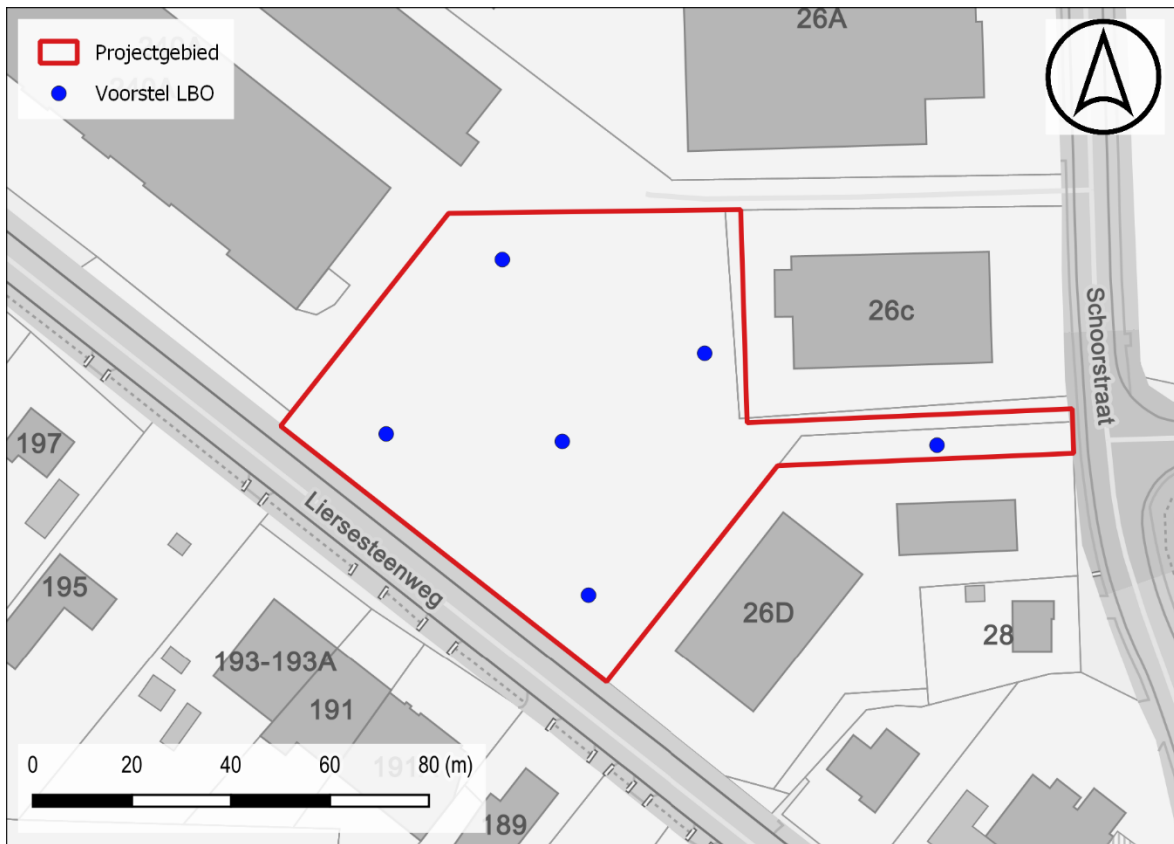 Projectgebied
Voorstel LBO
26A
26c
Schoorstraat
197
Liersesteenweg
195
26D
28
193-193A
191
0 20 40 60 80 (m)
189